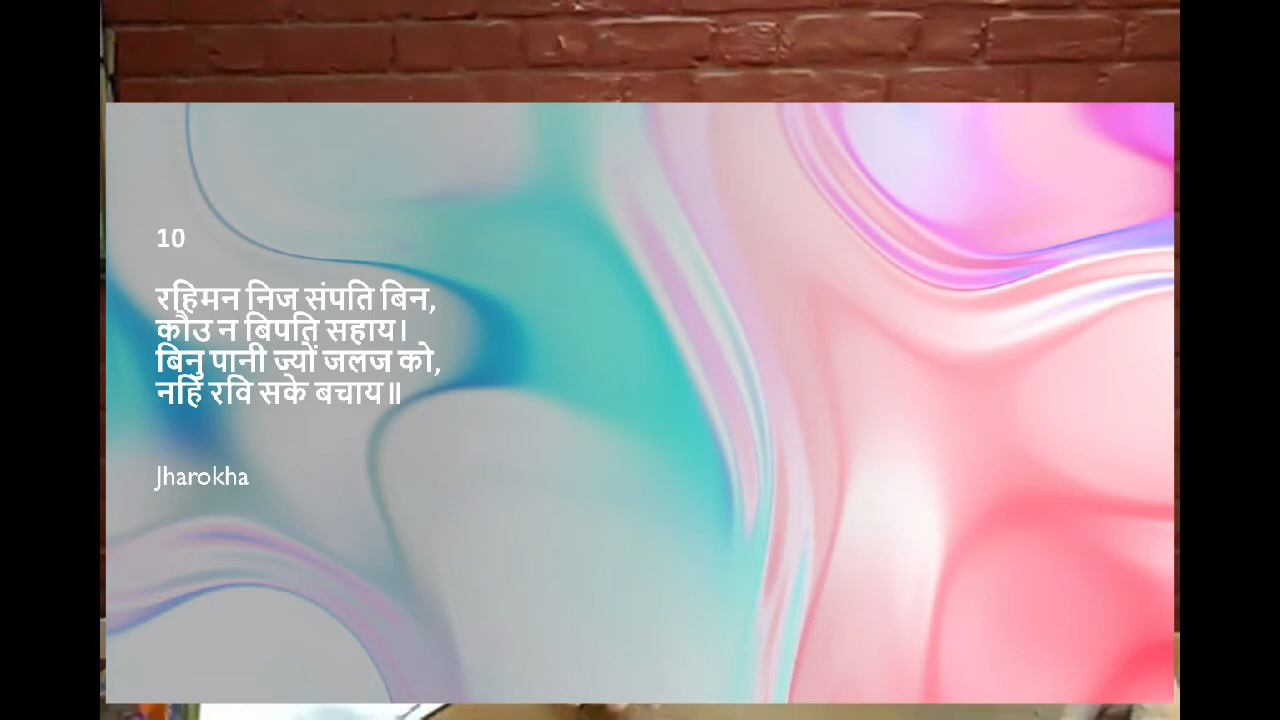 10
रहिमन निज संपति बिन,
कौउ न बिपति सहाय।
बिनु पानी ज्यों जलज को,
नहिं रवि सके बचाय॥
Jharokha